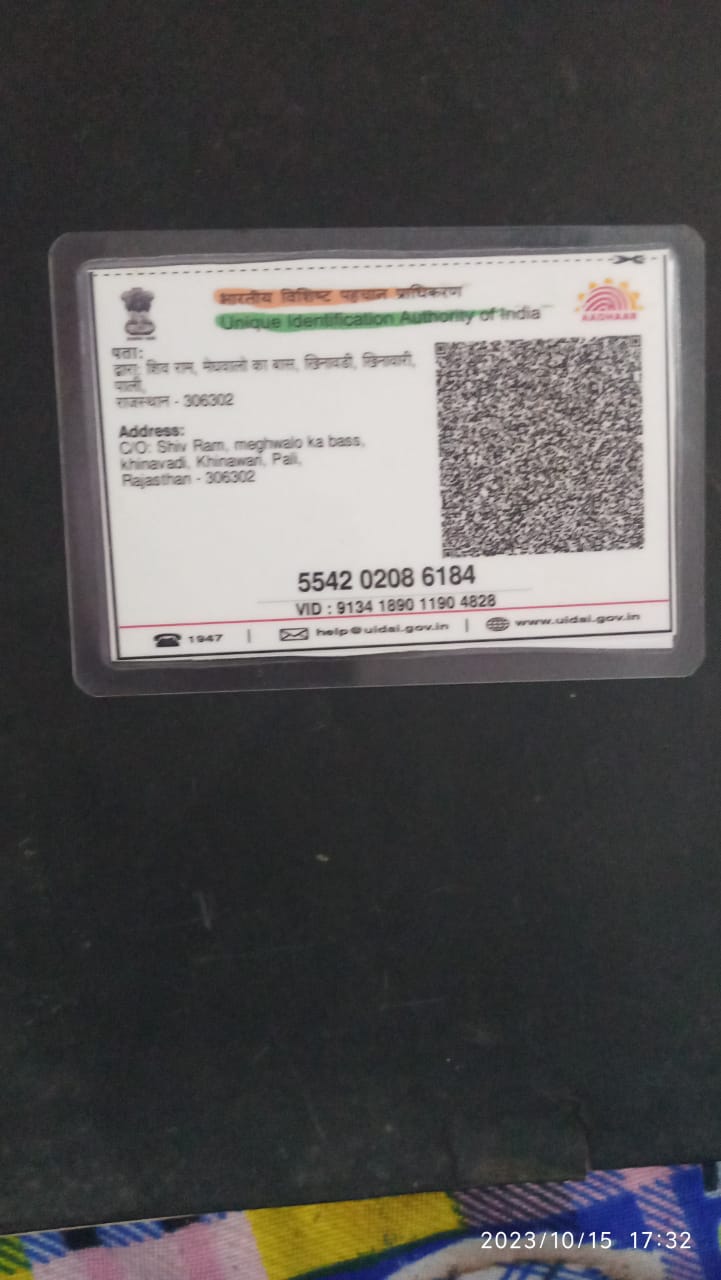 भारतीय विशिष्ट पहचान प्राधिकरण
Unique Identification Authority of India
AADHAAR
पता:
द्वारा: शिव राम, मेघवालो का बास, खिनावडी, खिनावारी,
पाली,
राजस्थान - 306302
Address:
C/O: Shiv Ram, meghwalo ka bass,
khinavadi, Khinawari, Pali,
Rajasthan - 306302
5542 0208 6184
VID : 9134 1890 1190 4828
1947 | help@uidai.gov.in | www.uidai.gov.in
2023/10/15 17:32